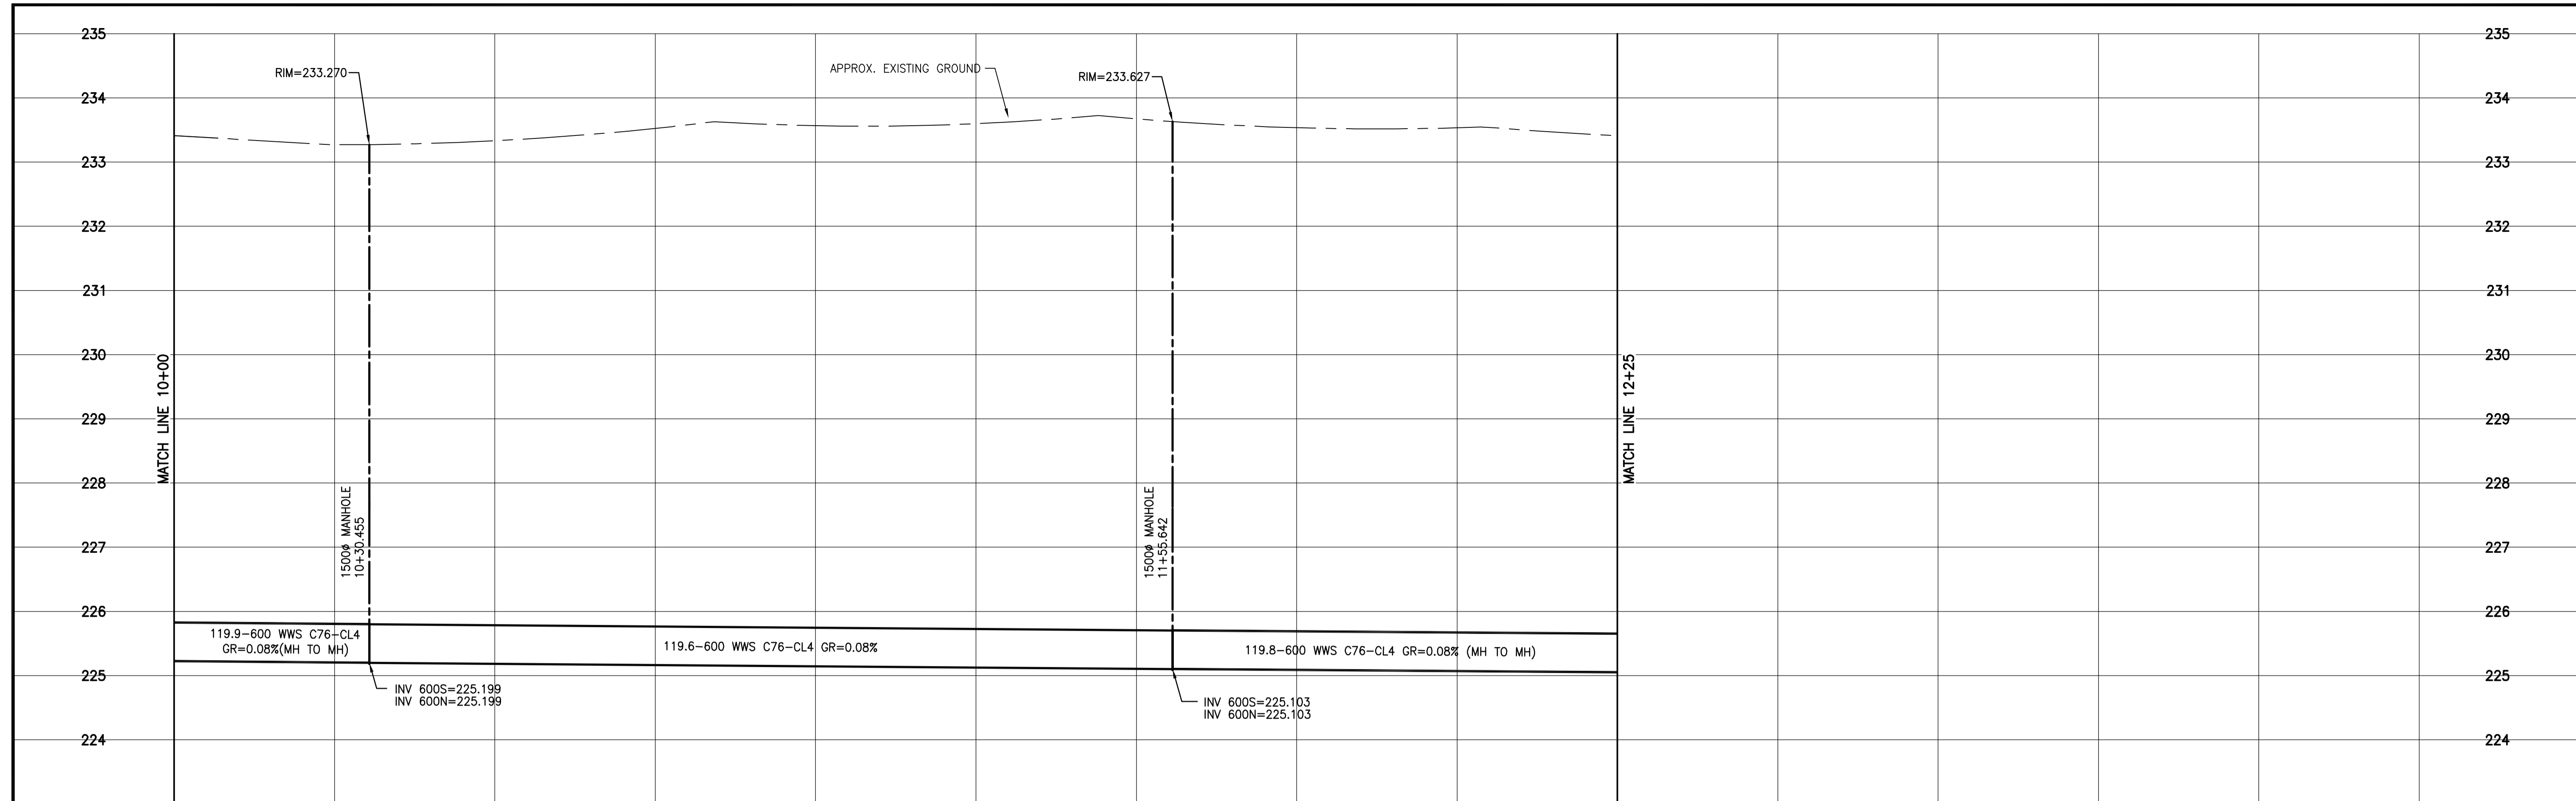 235
235
RIM=233.270
APPROX. EXISTING GROUND
RIM=233.627
234
234
233
233
232
232
231
231
230
230
MATCH LINE 10+00
MATCH LINE 12+25
229
229
228
228
1500ø MANHOLE
10+30.455
1500ø MANHOLE
11+55.642
227
227
226
226
119.9-600 WWS C76-CL4
GR=0.08%(MH TO MH)
119.6-600 WWS C76-CL4 GR=0.08%
119.8-600 WWS C76-CL4 GR=0.08% (MH TO MH)
225
225
INV 600S=225.199
INV 600N=225.199
INV 600S=225.103
INV 600N=225.103
224
224